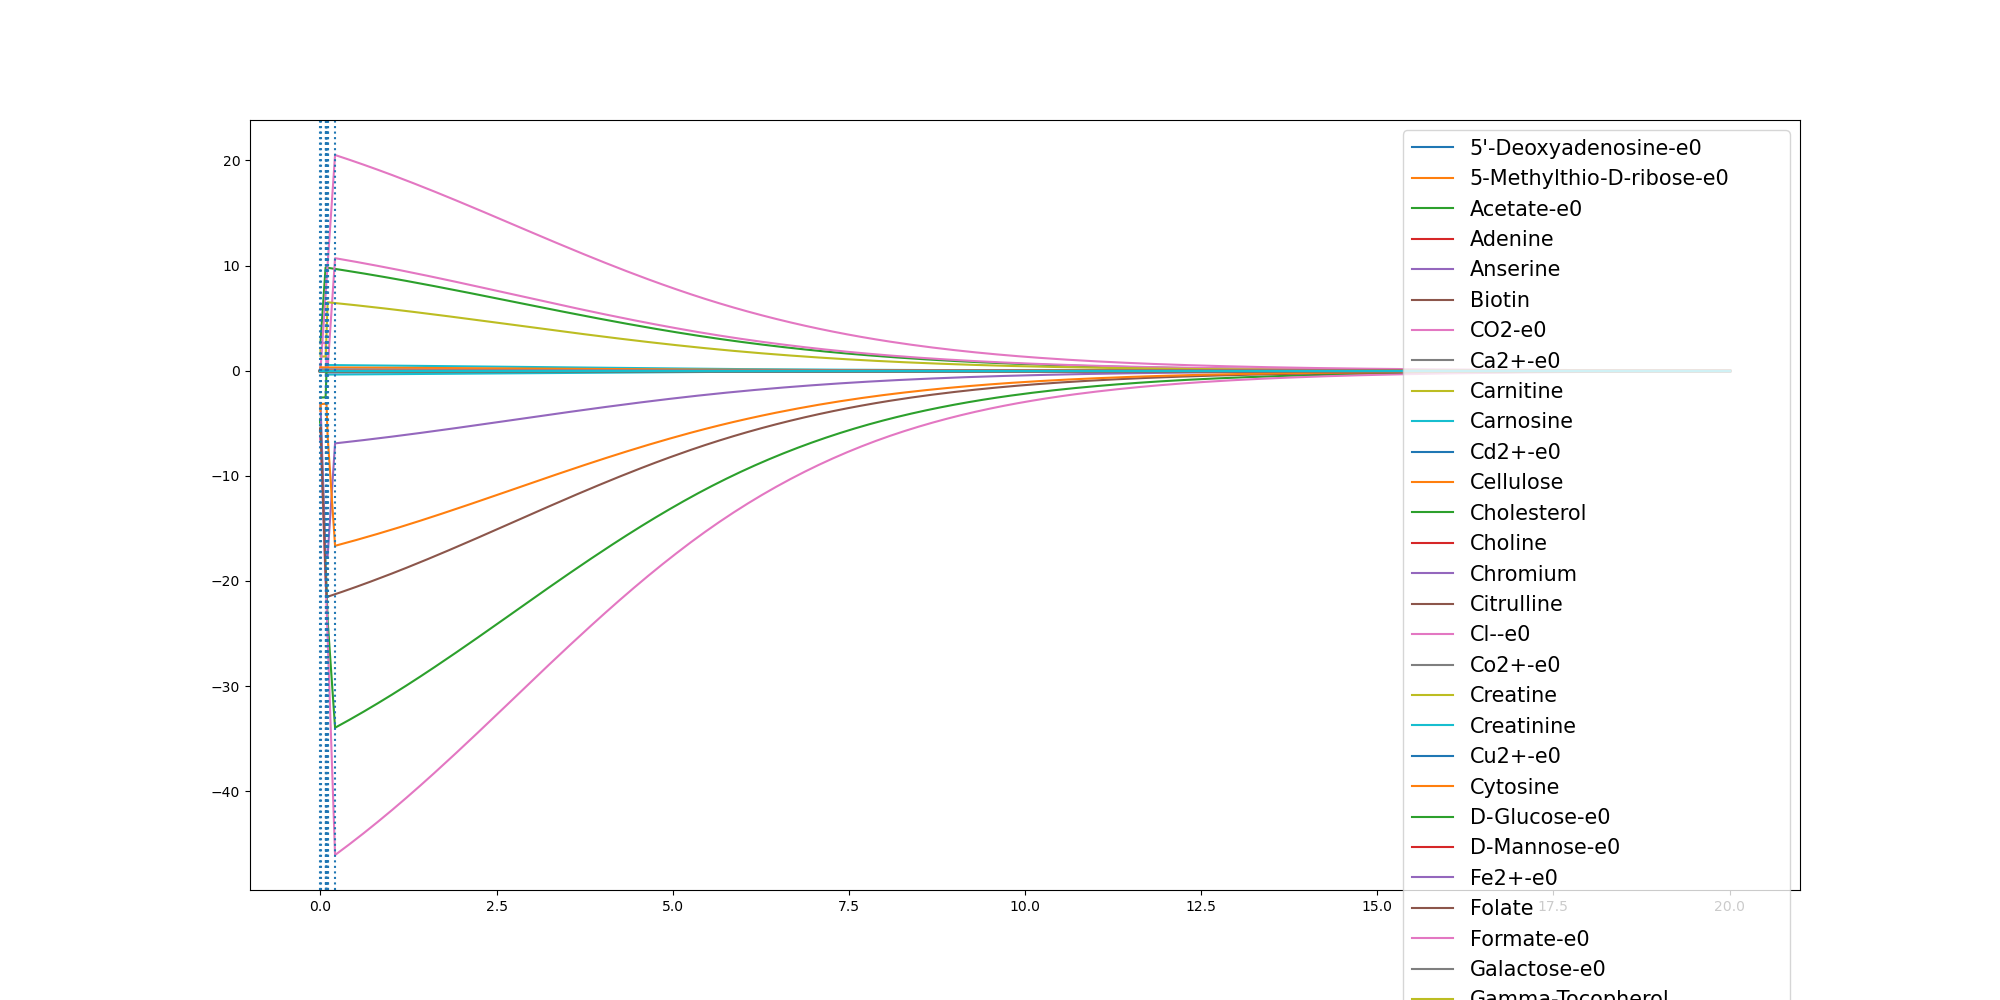 20
10
0
−10
−20
−30
−40
0.0 2.5 5.0 7.5 10.0 12.5 15.0 17.5 20.0
5'-Deoxyadenosine-e0
5-Methylthio-D-ribose-e0
Acetate-e0
Adenine
Anserine
Biotin
CO2-e0
Ca2+-e0
Carnitine
Carnosine
Cd2+-e0
Cellulose
Cholesterol
Choline
Chromium
Citrulline
Cl--e0
Co2+-e0
Creatine
Creatinine
Cu2+-e0
Cytosine
D-Glucose-e0
D-Mannose-e0
Fe2+-e0
Folate
Formate-e0
Galactose-e0
Gamma-Tocopherol